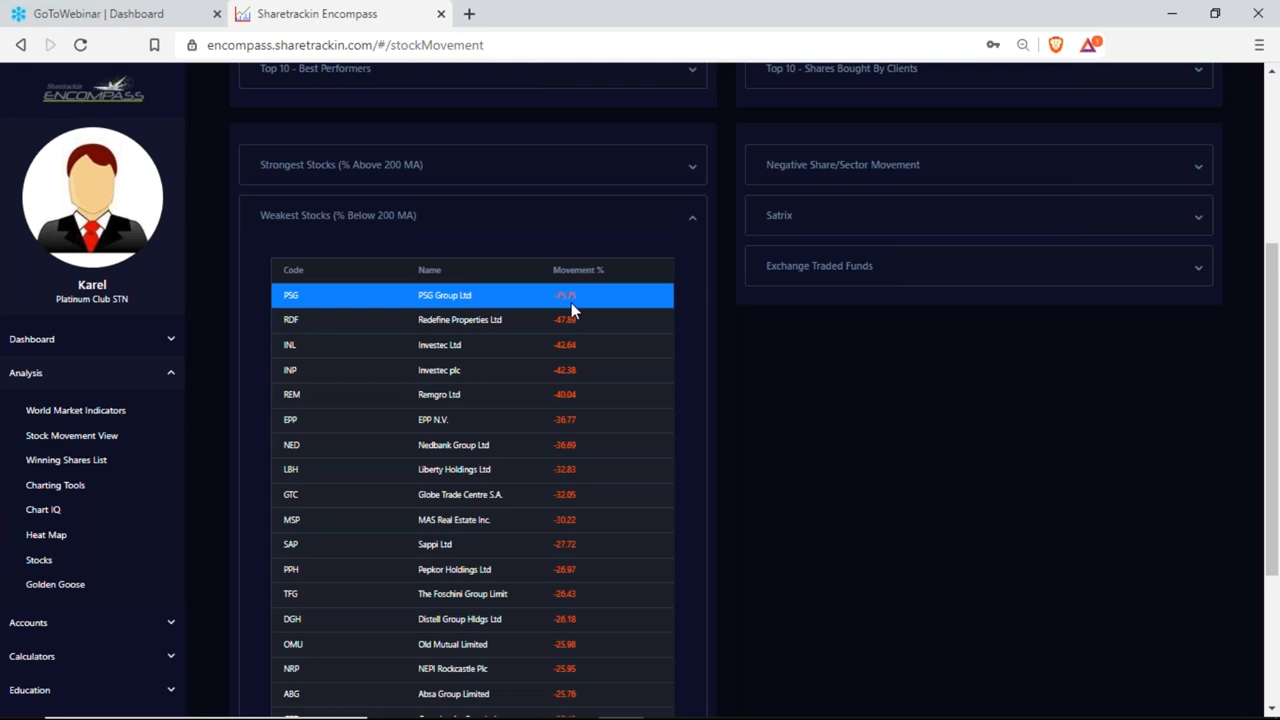 GoToWebinar | Dashboard
Sharetrackin Encompass
encompass.sharetrackin.com/#/stockMovement
1
Sharetrackin
ENCOMPASS
Top 10 - Best Performers
Top 10 - Shares Bought By Clients
Strongest Stocks (% Above 200 MA)
Negative Share/Sector Movement
Weakest Stocks (% Below 200 MA)
Satrix
Exchange Traded Funds
Karel
Platinum Club STN
Dashboard
Analysis
World Market Indicators
Stock Movement View
Winning Shares List
Charting Tools
Chart IQ
Heat Map
Stocks
Golden Goose
Accounts
Calculators
Education
Code Name Movement %
PSG PSG Group Ltd -75.75
RDF Redefine Properties Ltd
INL Investec Ltd -42.64
INP Investec plc -42.38
REM Remgro Ltd -40.04
EPP EPP N.V. -36.77
NED Nedbank Group Ltd -36.69
LBH Liberty Holdings Ltd -32.83
GTC Globe Trade Centre S.A. -32.05
MSP MAS Real Estate Inc. -30.22
SAP Sappi Ltd -27.72
PPH Pepkor Holdings Ltd -26.97
TFG The Foschini Group Limit -26.43
DGH Distell Group Hldgs Ltd -26.18
OMU Old Mutual Limited -25.98
NRP NEPI Rockcastle Plc -25.95
ABG Absa Group Limited -25.76